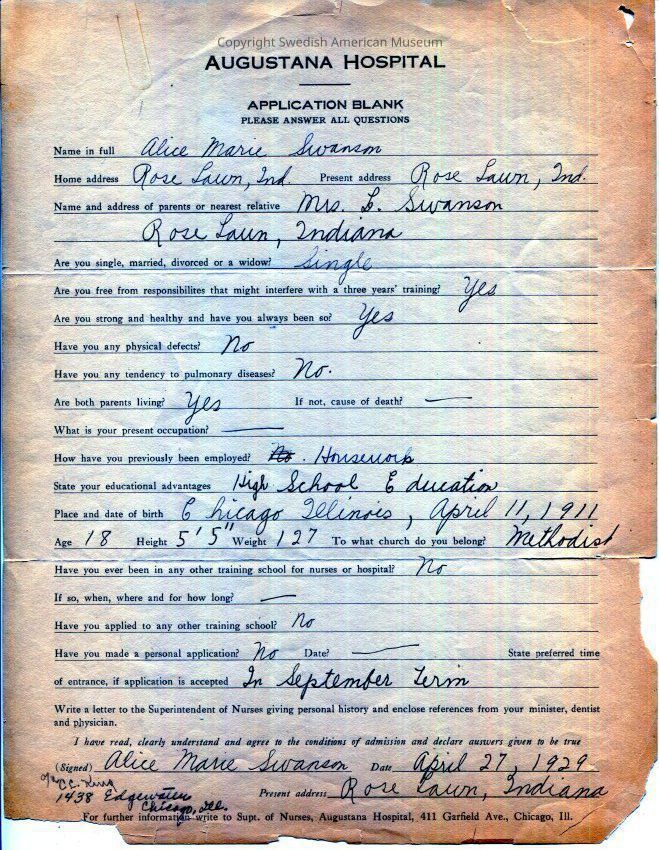 Copyright Swedish American Museum
AUGUSTANA HOSPITAL
APPLICATION BLANK
PLEASE ANSWER ALL QUESTIONS
Name in full Alice Marie Swanson
Home address Rose Lawn, Ind. Present address Rose Lawn, Ind.
Name and address of parents or nearest relative Mrs. L. Swanson
Rose Lawn, Indiana
Are you single, married, divorced or a widow? Single
Are you free from responsibilites that might interfere with a three years' training? Yes
Are you strong and healthy and have you always been so? Yes
Have you any physical defects? No
Have you any tendency to pulmonary diseases? No.
Are both parents living? Yes If not, cause of death? —
What is your present occupation? —
How have you previously been employed? No. Housework
State your educational advantages High School Education
Place and date of birth Chicago Illinois, April 11, 1911
Age 18 Height 5' 5" Weight 127 To what church do you belong? Methodist
Have you ever been in any other training school for nurses or hospital? No
If so, when, where and for how long? —
Have you applied to any other training school? No
Have you made a personal application? No Date? — State preferred time
of entrance, if application is accepted In September Term
Write a letter to the Superintendent of Nurses giving personal history and enclose references from your minister, dentist
and physician.
I have read, clearly understand and agree to the conditions of admission and declare answers given to be true
(Signed) Alice Marie Swanson Date April 27, 1929
C.C. King
1438 Edgewater Present address Rose Lawn, Indiana
Chicago, Ill.
For further information write to Supt. of Nurses, Augustana Hospital, 411 Garfield Ave., Chicago, Ill.